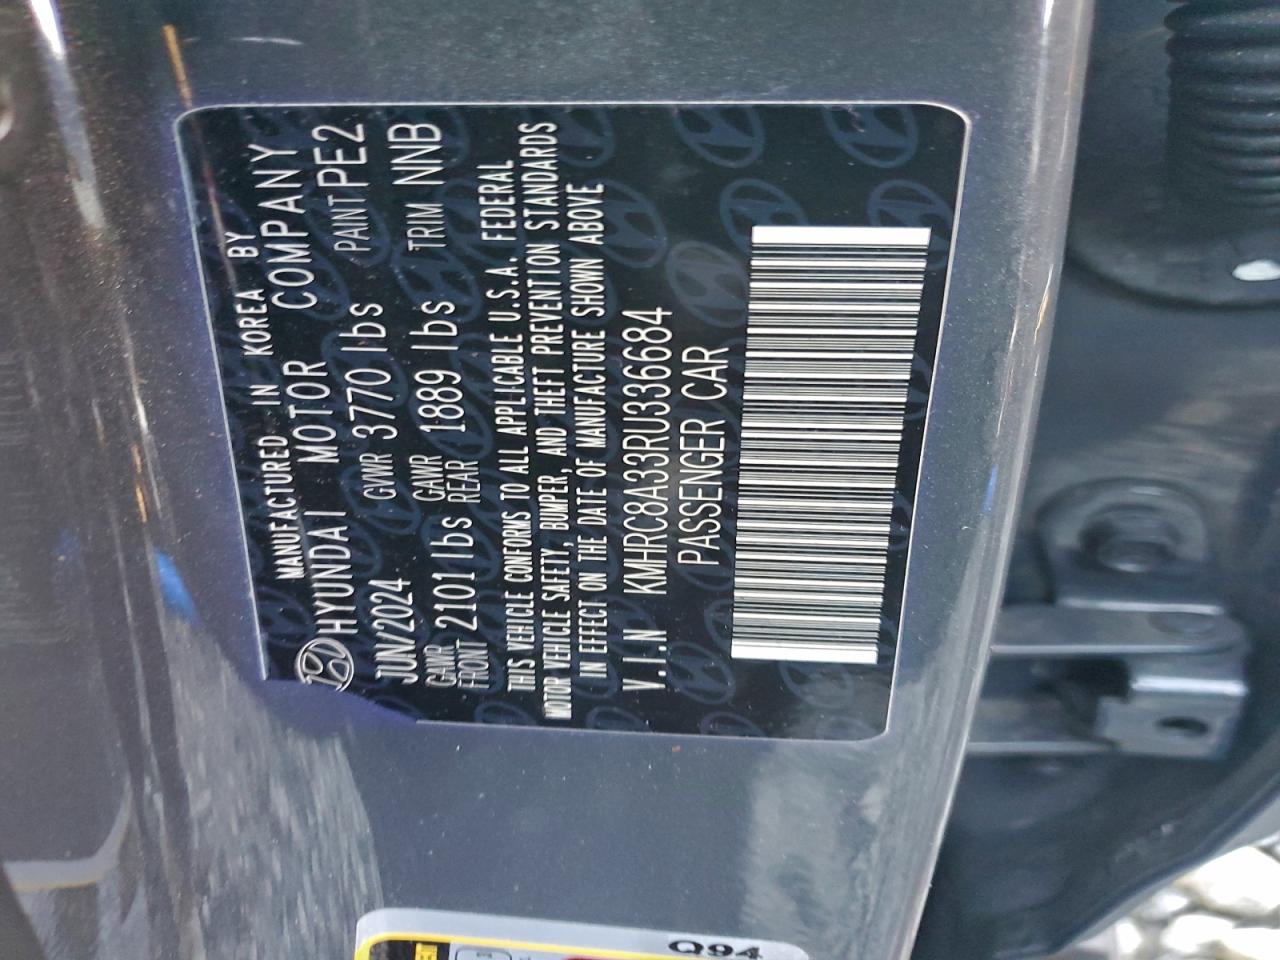 MANUFACTURED IN KOREA BY
HYUNDAI MOTOR COMPANY
JUN/2024 GVWR 3770 lbs PAINT PE2
GAWR FRONT 2101 lbs GAWR REAR 1889 lbs TRIM NNB
THIS VEHICLE CONFORMS TO ALL APPLICABLE U.S.A. FEDERAL
MOTOR VEHICLE SAFETY, BUMPER, AND THEFT PREVENTION STANDARDS
IN EFFECT ON THE DATE OF MANUFACTURE SHOWN ABOVE
V.I.N KMHRC8A33RU336684
PASSENGER CAR
Q94